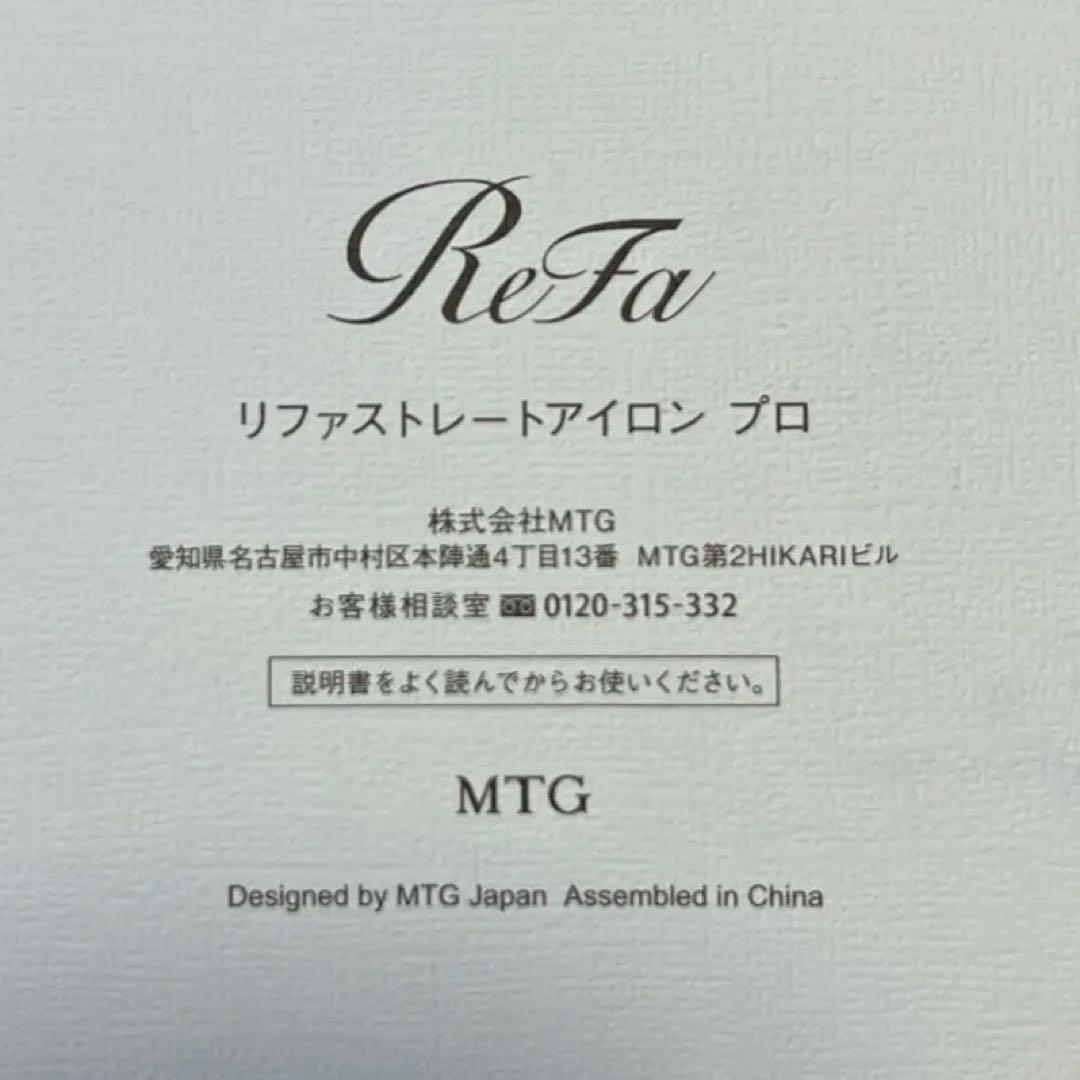 ReFa
リファストレートアイロン プロ
株式会社MTG
愛知県名古屋市中村区本陣通4丁目13番 MTG第2HIKARIビル
お客様相談室 0120-315-332
説明書をよく読んでからお使いください。
MTG
Designed by MTG Japan Assembled in China